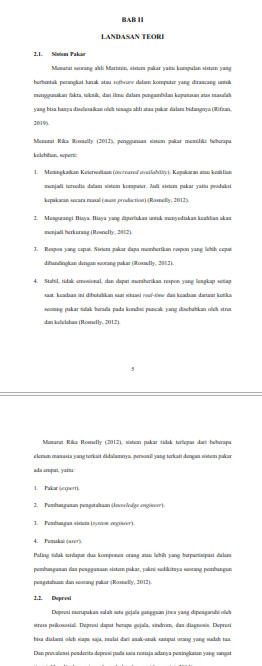 BAB II
LANDASAN TEORI
2.1. Sistem Pakar
Menurut seorang ahli Martmin, sistem pakar yaitu kumpulan sistem yang
berbentuk perangkat lunak atau software dalam komputer yang dirancang untuk
menggunakan fakta, teknik, dan ilmu dalam pengambilan keputusan atas masalah
yang bisa hanya diselesaikan oleh tenaga ahli atau pakar dalam bidangnya (Rifzan,
2019).
Menurut Rika Rosnelly (2012), penggunaan sistem pakar memiliki beberapa
kelebihan, seperti:
1. Meningkatkan Ketersediaan (increased availability). Kepakaran atau keahlian
menjadi tersedia dalam sistem komputer. Jadi sistem pakar yaitu produksi
kepakaran secara masal (mass production) (Rosnelly, 2012).
2. Mengurangi Biaya. Biaya yang diperlukan untuk menyediakan keahlian akan
menjadi berkurang (Rosnelly, 2012).
3. Respon yang cepat. Sistem pakar dapa memberikan respon yang lebih cepat
dibandingkan dengan seorang pakar (Rosnelly, 2012).
4. Stabil, tidak emosional, dan dapat memberikan respon yang lengkap setiap
saat. keadaan ini dibutuhkan saat situasi real-time dan keadaan darurat ketika
seorang pakar tidak berada pada kondisi puncak yang disebabkan oleh stres
dan kelelahan (Rosnelly, 2012).
5
Menurut Rika Rosnelly (2012), sistem pakar tidak terlepas dari beberapa
elemen manusia yang terkait didalamnya. personil yang terkait dengan sistem pakar
ada empat, yaitu:
1. Pakar (expert).
2. Pembangunan pengetahuan (knowledge engineer).
3. Pembangun sistem (system engineer).
4. Pemakai (user).
Paling tidak terdapat dua komponen orang atau lebih yang berpartisipasi dalam
pembangunan dan penggunaan sistem pakar, yakni sedikitnya seorang pembangun
pengetahuan dan seorang pakar (Rosnelly, 2012).
2.2. Depresi
Depresi merupakan salah satu gejala gangguan jiwa yang dipengaruhi oleh
stress psikososial. Depresi dapat berupa gejala, sindrom, dan diagnosis. Depresi
bisa dialami oleh siapa saja, mulai dari anak-anak sampai orang yang sudah tua.
Dan prevalensi penderita depresi pada usia remaja adanya peningkatan yang sangat